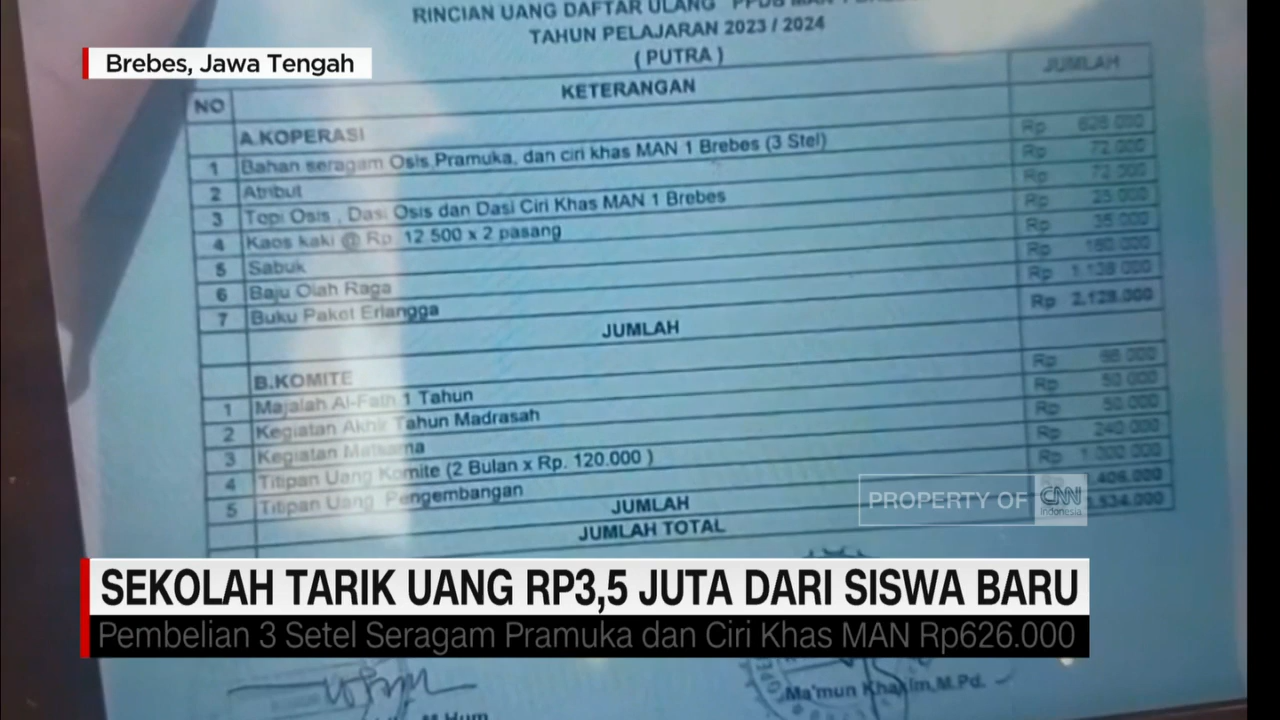 RINCIAN UANG DAFTAR ULANG PPDB MAN 1
TAHUN PELAJARAN 2023 / 2024
( PUTRA )
Brebes, Jawa Tengah
NO KETERANGAN JUMLAH
A.KOPERASI
1 Bahan seragam Osis,Pramuka, dan ciri khas MAN 1 Brebes (3 Stel) Rp 626.000
2 Atribut Rp 72.000
3 Topi Osis , Dasi Osis dan Dasi Ciri Khas MAN 1 Brebes Rp 72.000
4 Kaos kaki @ Rp. 12.500 x 2 pasang Rp 25.000
5 Sabuk Rp 35.000
6 Baju Olah Raga Rp 160.000
7 Buku Paket Erlangga Rp 1.138.000
JUMLAH Rp 2.128.000
B.KOMITE
1 Majalah Al-Fath 1 Tahun Rp 66.000
2 Kegiatan Akhir Tahun Madrasah Rp 50.000
3 Kegiatan Matsama Rp 50.000
4 Titipan Uang Komite (2 Bulan x Rp. 120.000 ) Rp 240.000
5 Titipan Uang Pengembangan Rp 1.000.000
JUMLAH .406.000
JUMLAH TOTAL .534.000
PROPERTY OF CNN Indonesia
SEKOLAH TARIK UANG RP3,5 JUTA DARI SISWA BARU
Pembelian 3 Setel Seragam Pramuka dan Ciri Khas MAN Rp626.000
Ma'mun Khakim,M.Pd.
M.Hum